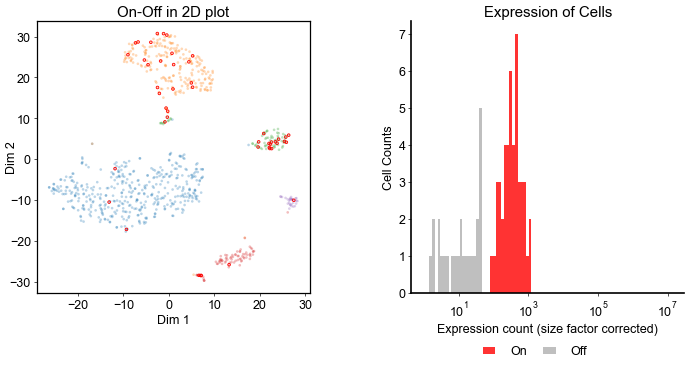 On-Off in 2D plot
30
20
10
0
−10
−20
−30
Dim 2
−20 −10 0 10 20 30
Dim 1
Expression of Cells
7
6
5
4
3
2
1
0
Cell Counts
10^1 10^3 10^5 10^7
Expression count (size factor corrected)
On Off